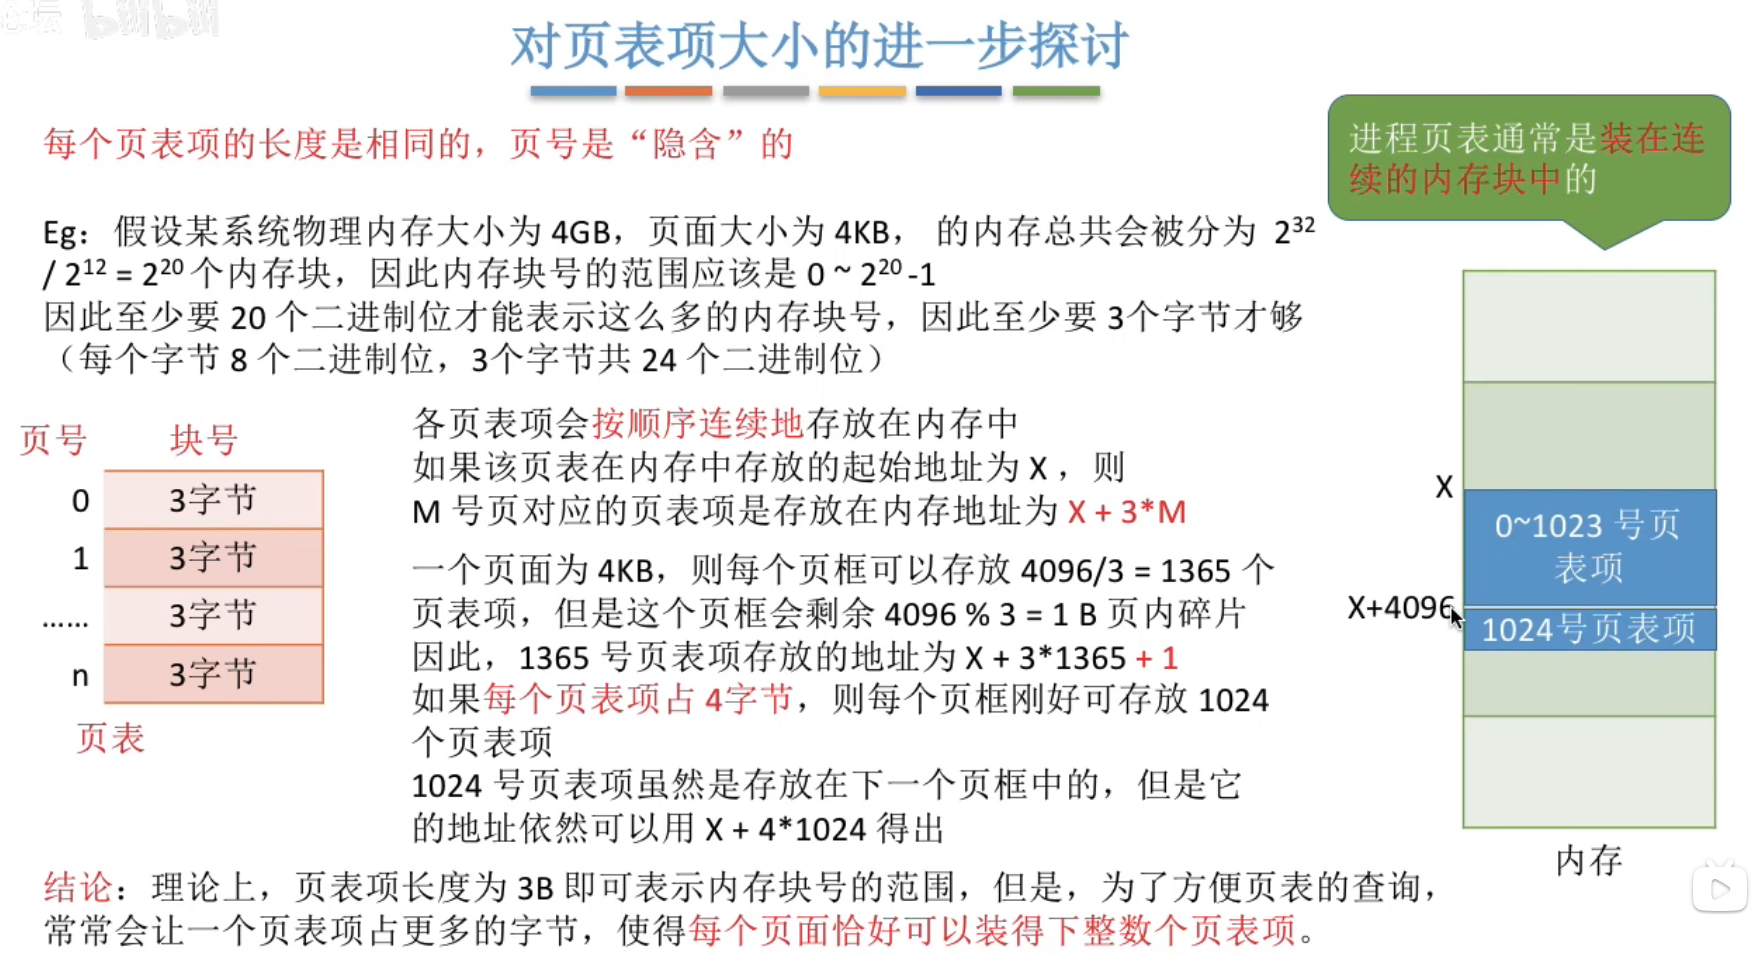 bilibili
对页表项大小的进一步探讨
每个页表项的长度是相同的，页号是“隐含”的
进程页表通常是装在连
续的内存块中的
Eg：假设某系统物理内存大小为 4GB，页面大小为 4KB， 的内存总共会被分为 2³²
/ 2¹² = 2²⁰ 个内存块，因此内存块号的范围应该是 0 ~ 2²⁰ -1
因此至少要 20 个二进制位才能表示这么多的内存块号，因此至少要 3个字节才够
（每个字节 8 个二进制位，3个字节共 24 个二进制位）
页号 块号
0 3字节
1 3字节
…… 3字节
n 3字节
页表
各页表项会按顺序连续地存放在内存中
如果该页表在内存中存放的起始地址为 X ，则
M 号页对应的页表项是存放在内存地址为 X + 3*M
一个页面为 4KB，则每个页框可以存放 4096/3 = 1365 个
页表项，但是这个页框会剩余 4096 % 3 = 1 B 页内碎片
因此，1365 号页表项存放的地址为 X + 3*1365 + 1
如果每个页表项占 4字节，则每个页框刚好可存放 1024
个页表项
1024 号页表项虽然是存放在下一个页框中的，但是它
的地址依然可以用 X + 4*1024 得出
X
0~1023 号页
表项
X+4096
1024号页表项
内存
结论：理论上，页表项长度为 3B 即可表示内存块号的范围，但是，为了方便页表的查询，
常常会让一个页表项占更多的字节，使得每个页面恰好可以装得下整数个页表项。